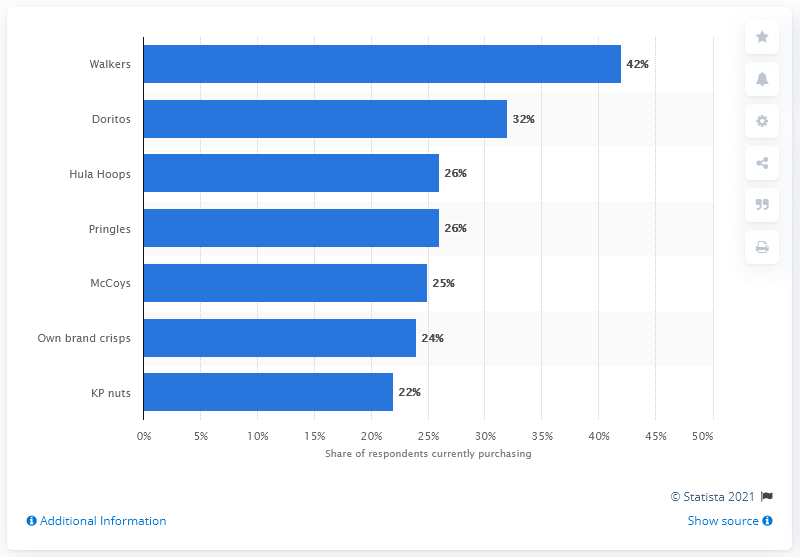 Walkers 42%
Doritos 32%
Hula Hoops 26%
Pringles 26%
McCoys 25%
Own brand crisps 24%
KP nuts 22%
0% 5% 10% 15% 20% 25% 30% 35% 40% 45% 50%
Share of respondents currently purchasing
© Statista 2021
Additional Information Show source